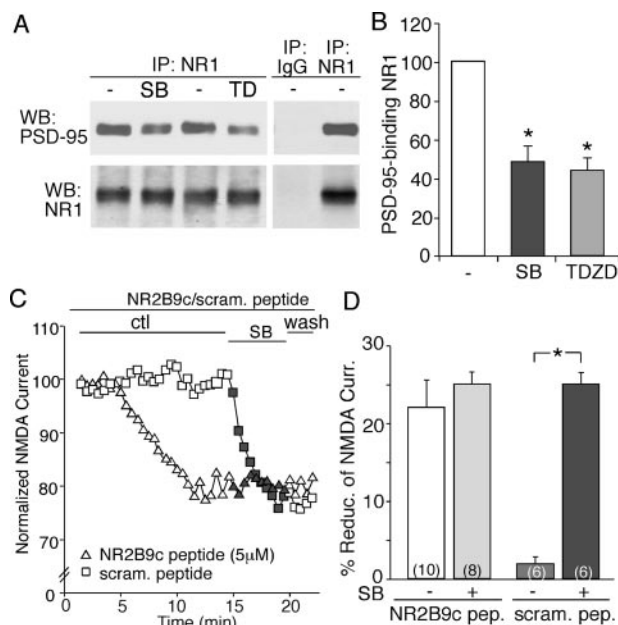 A
IP: NR1
IP: IgG
IP: NR1
- SB - TD - -
WB: PSD-95
WB: NR1
B
PSD-95-binding NR1
120
100
80
60
40
20
0
* *
- SB TDZD
C
NR2B9c/scram. peptide
ctl SB wash
Normalized NMDA Current
110
100
90
80
70
0
△ NR2B9c peptide (5μM)
□ scram. peptide
0 5 10 15 20
Time (min)
D
% Reduc. of NMDA Curr.
25
15
0
*
(10) (8) (6) (6)
SB - + - +
NR2B9c pep. scram. pep.